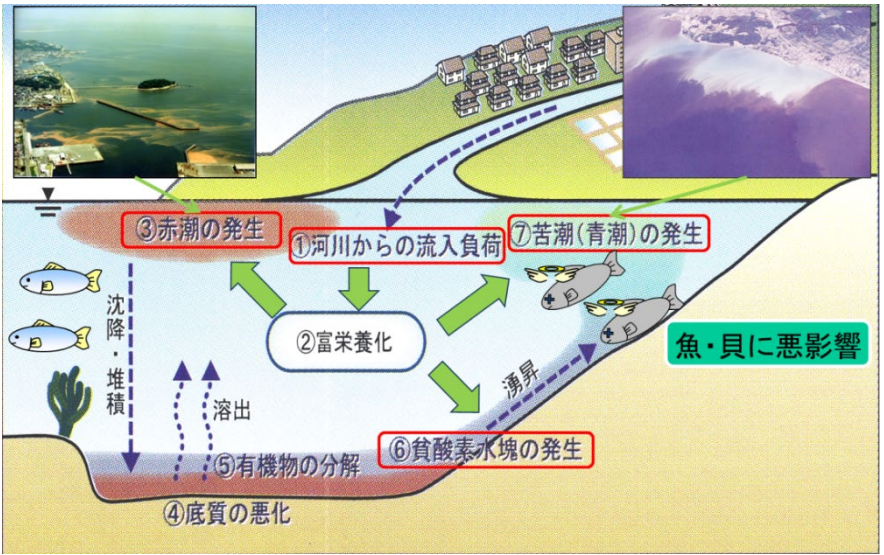 ③赤潮の発生
①河川からの流入負荷
⑦苦潮(青潮)の発生
②富栄養化
沈降・堆積
溶出
湧昇
魚・貝に悪影響
⑥貧酸素水塊の発生
⑤有機物の分解
④底質の悪化